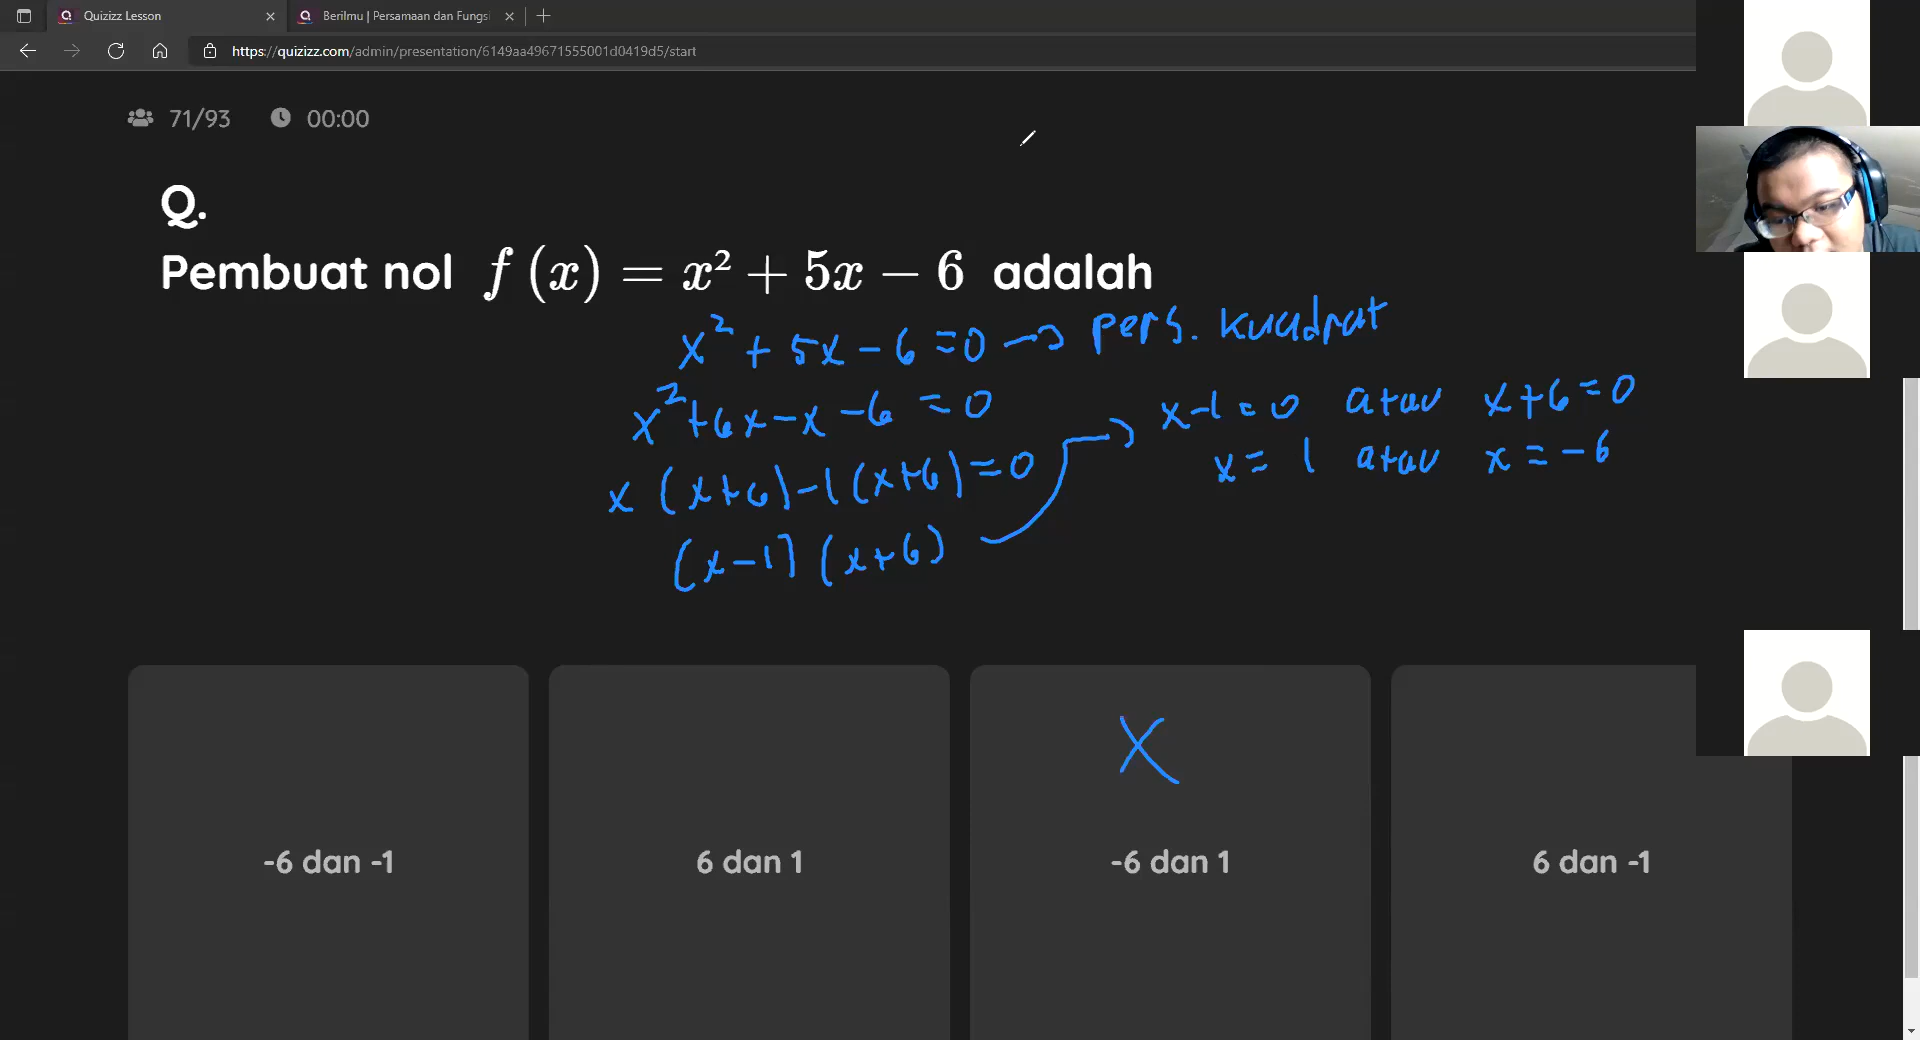 Quizizz Lesson
Berilmu | Persamaan dan Fungsi
https://quizizz.com/admin/presentation/6149aa49671555001d0419d5/start
71/93 00:00
Q.
Pembuat nol f(x) = x² + 5x − 6 adalah
x² + 5x − 6 = 0 → pers. kuadrat
x² + 6x − x − 6 = 0
x (x+6) − 1 (x+6) = 0
(x − 1) (x+6)
x − 1 = 0 atau x + 6 = 0
x = 1 atau x = − 6
X
-6 dan -1
6 dan 1
-6 dan 1
6 dan -1